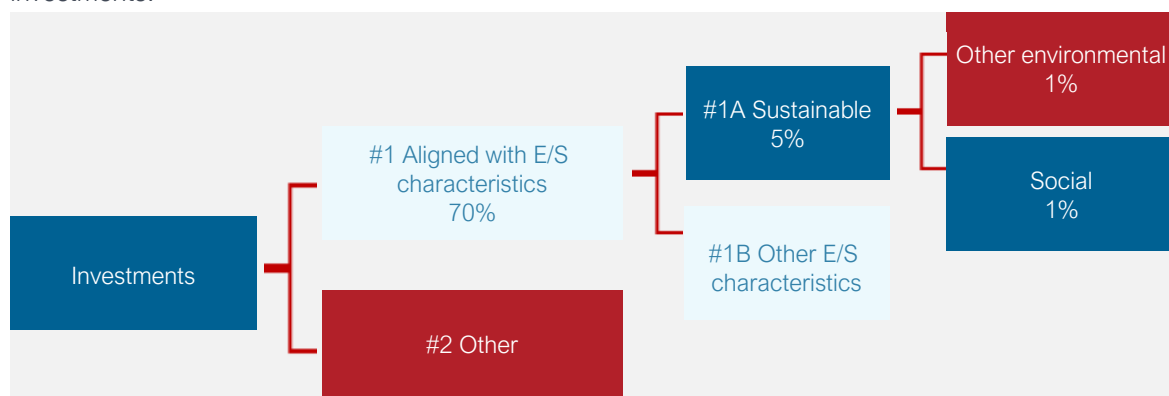 investments.
Other environmental
1%
#1A Sustainable
5%
#1 Aligned with E/S
characteristics
70%
Social
1%
#1B Other E/S
characteristics
Investments
#2 Other